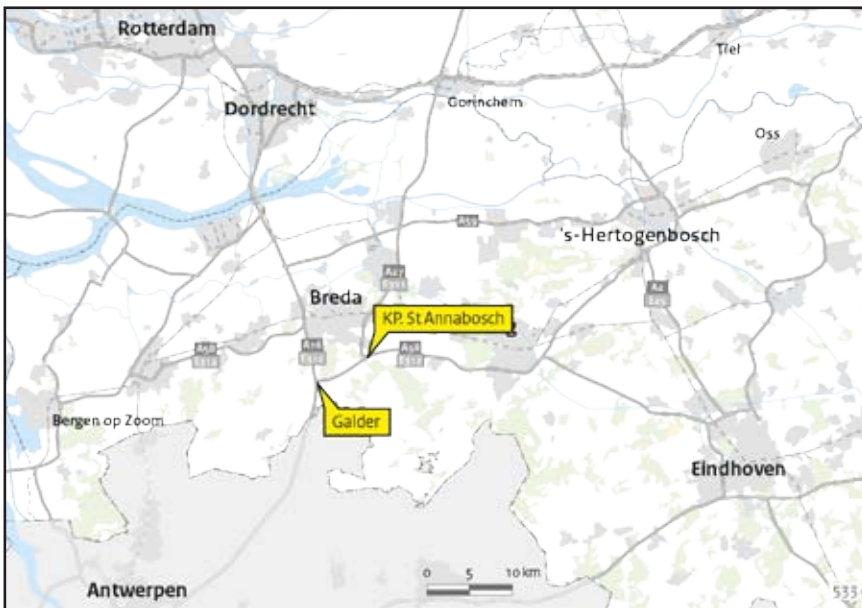 Rotterdam
Tiel
Dordrecht
Gorinchem
Oss
A59
's-Hertogenbosch
A27
E311
A2
E25
Breda
KP. St Annabosch
A58
E312
A16
E19
A58
E312
Bergen op Zoom
Galder
Eindhoven
0 5 10 km
Antwerpen
533